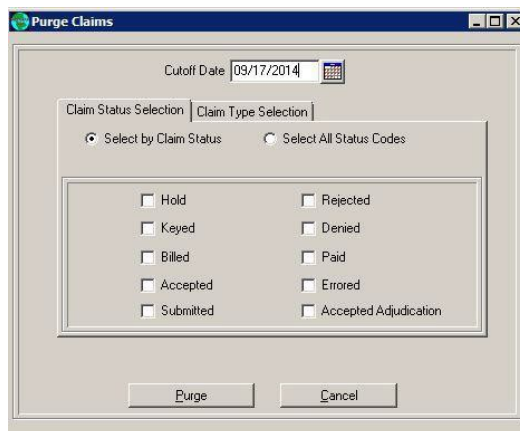 Purge Claims
Cutoff Date 09/17/2014
Claim Status Selection Claim Type Selection
Select by Claim Status Select All Status Codes
Hold Rejected
Keyed Denied
Billed Paid
Accepted Errored
Submitted Accepted Adjudication
Purge Cancel